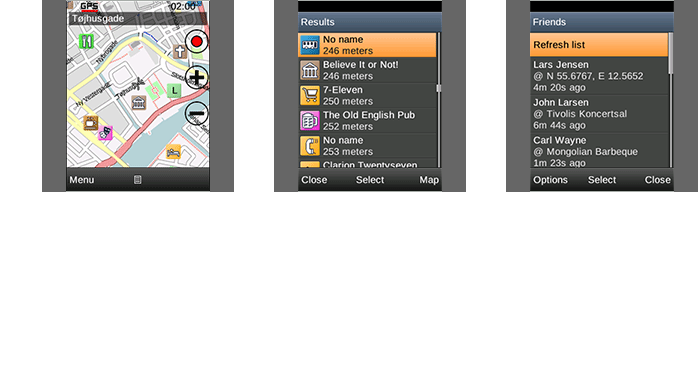 GPS
02:00
Tøjhusgade
Nybrogade
Ny Vestergade
Tøjhusgade
L
Menu
Results
No name
246 meters
Believe It or Not!
246 meters
7-Eleven
250 meters
The Old English Pub
252 meters
No name
253 meters
Clarion Twentyseven
Close Select Map
Friends
Refresh list
Lars Jensen
@ N 55.6767, E 12.5652
4m 20s ago
John Larsen
@ Tivolis Koncertsal
6m 44s ago
Carl Wayne
@ Mongolian Barbeque
1m 23s ago
Options Select Close